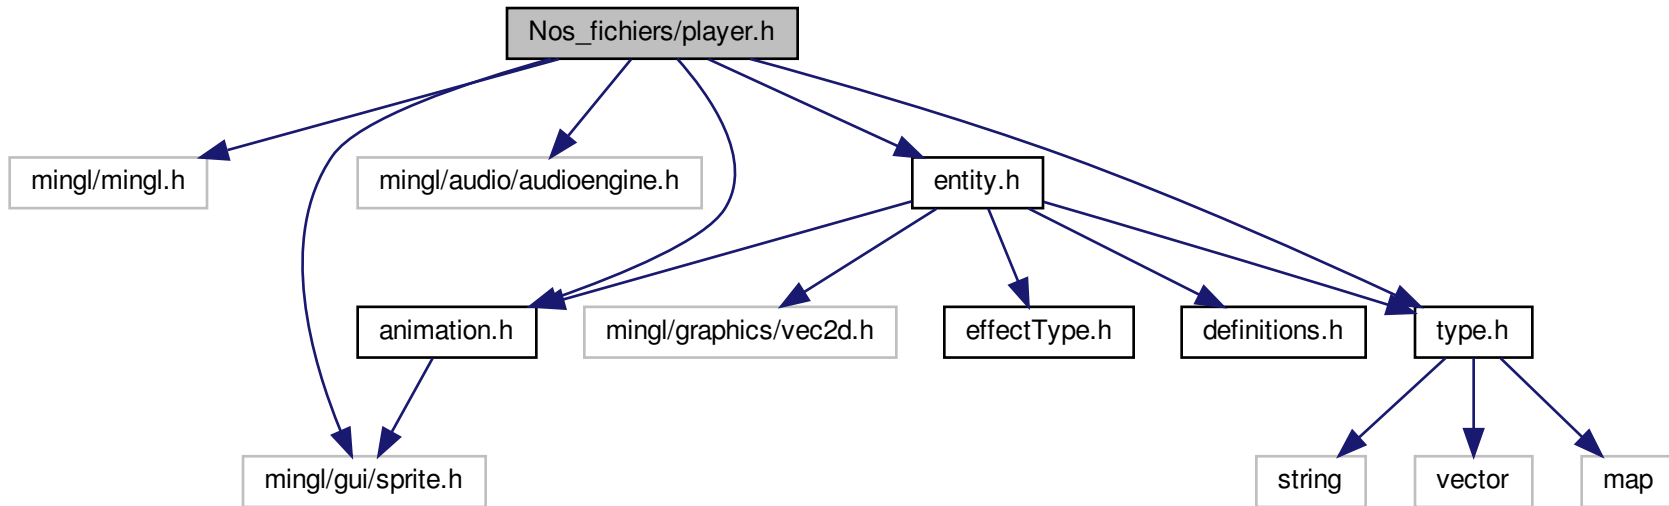 Nos_fichiers/player.h
mingl/mingl.h
mingl/audio/audioengine.h
entity.h
animation.h
mingl/graphics/vec2d.h
effectType.h
definitions.h
type.h
mingl/gui/sprite.h
string
vector
map